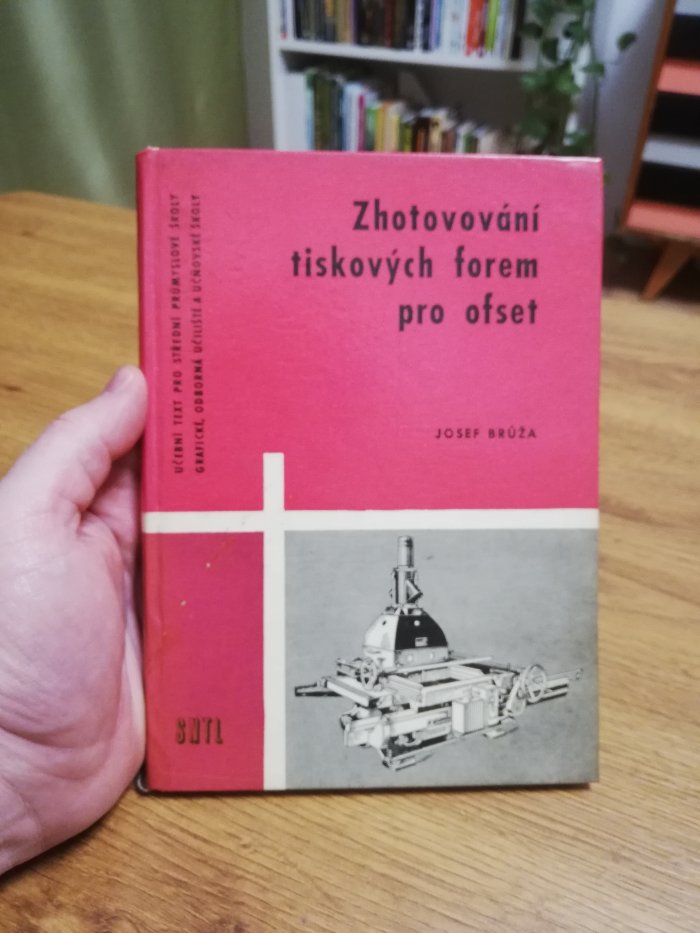 Zhotovování
tiskových forem
pro ofset
JOSEF BRŮŽA
UČEBNÍ TEXT PRO STŘEDNÍ PRŮMYSLOVÉ ŠKOLY
GRAFICKÉ, ODBORNÁ UČILIŠTĚ A UČŇOVSKÉ ŠKOLY
SNTL